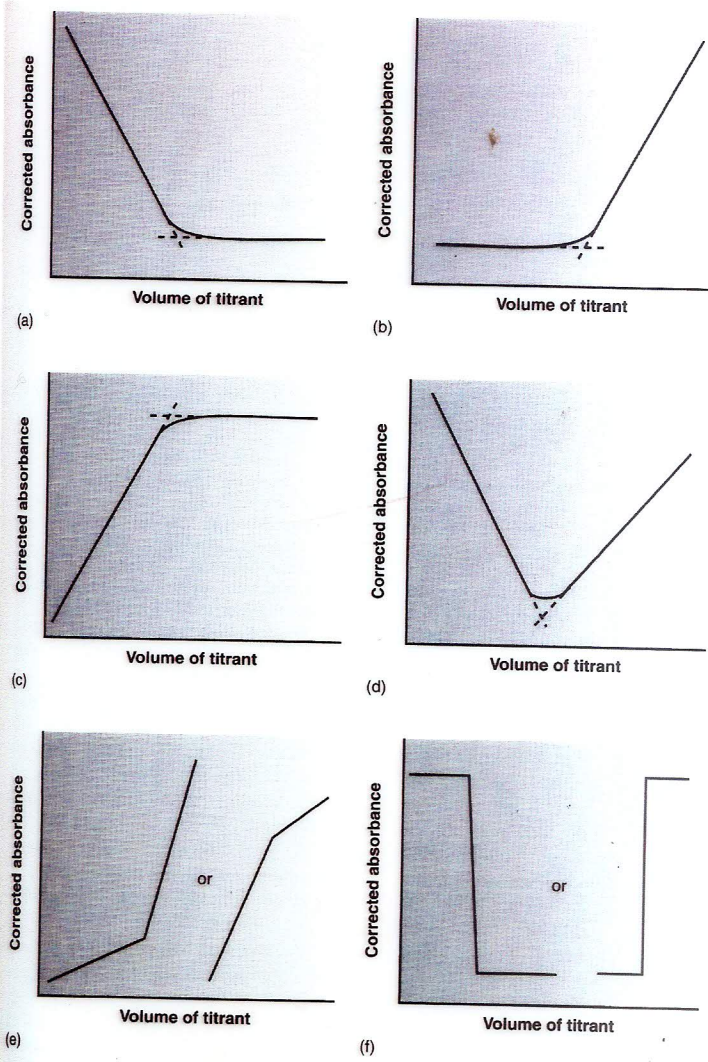 Corrected absorbance
Volume of titrant
(a)
Corrected absorbance
Volume of titrant
(b)
Corrected absorbance
Volume of titrant
(c)
Corrected absorbance
Volume of titrant
(d)
Corrected absorbance
or
Volume of titrant
(e)
Corrected absorbance
or
Volume of titrant
(f)